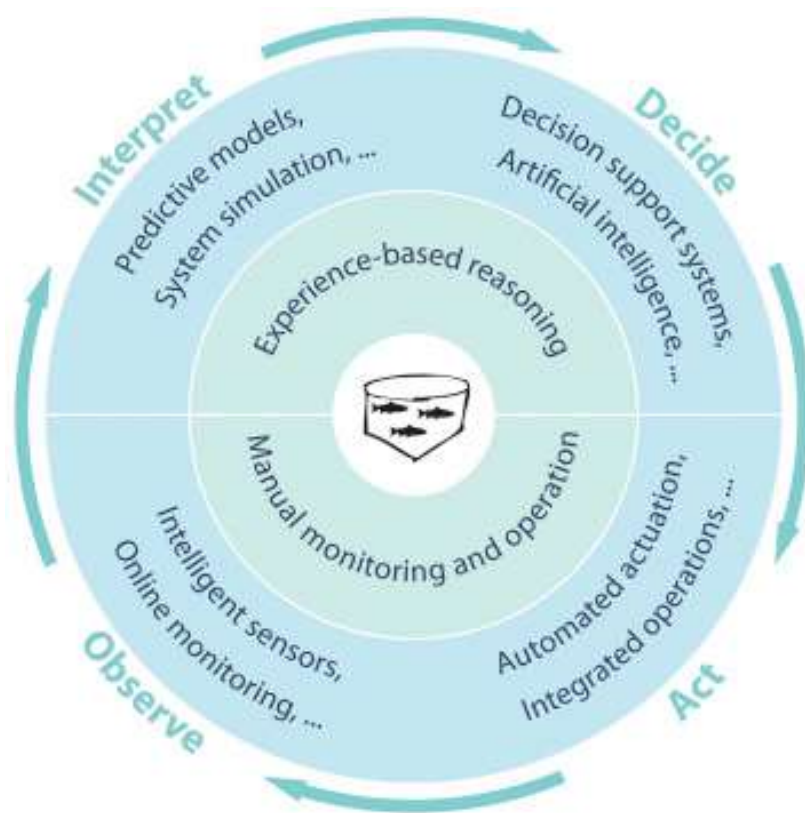 Interpret
Decide
Predictive models,
System simulation, ...
Decision support systems,
Artificial intelligence, ...
Experience-based reasoning
Manual monitoring and operation
Intelligent sensors,
Online monitoring, ...
Automated actuation,
Integrated operations, ...
Observe
Act